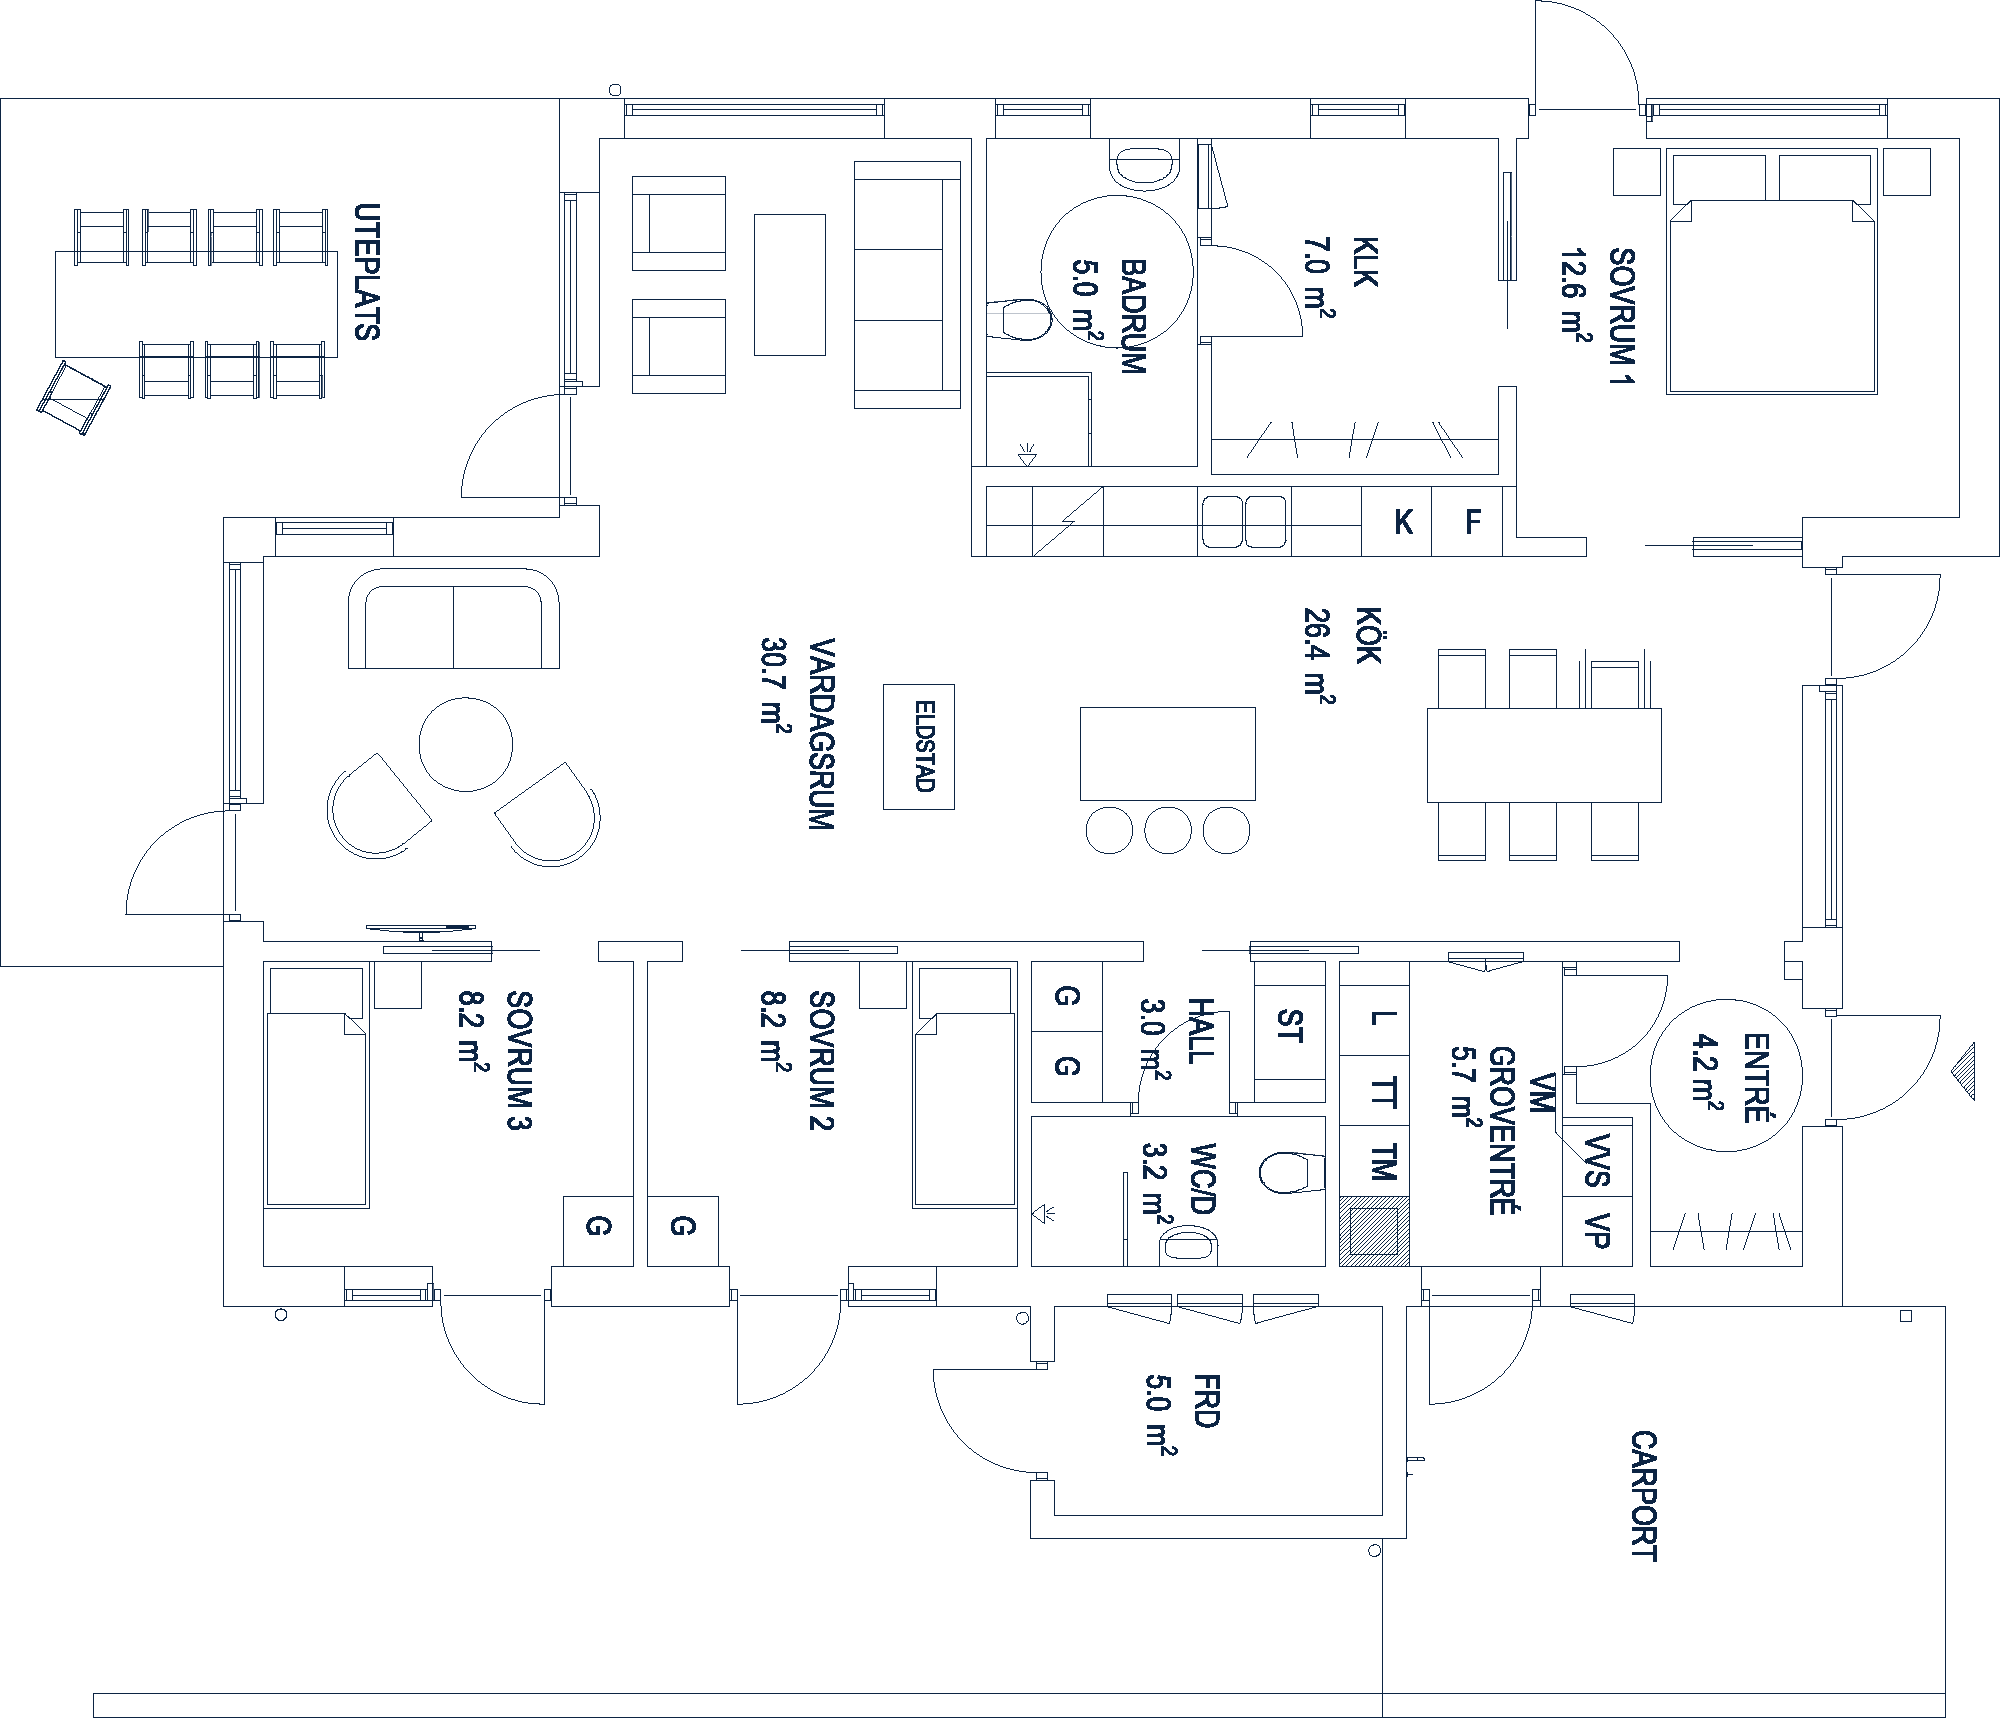 UTEPLATS
BADRUM
5.0 m²
KLK
7.0 m²
SOVRUM 1
12.6 m²
K
F
VARDAGSRUM
30.7 m²
ELDSTAD
KÖK
26.4 m²
SOVRUM 3
8.2 m²
G
SOVRUM 2
8.2 m²
G
G
G
HALL
3.0 m²
ST
WC/D
3.2 m²
L
TT
TM
VM
GROVENTRÉ
5.7 m²
VVS
VP
ENTRÉ
4.2 m²
FRD
5.0 m²
CARPORT